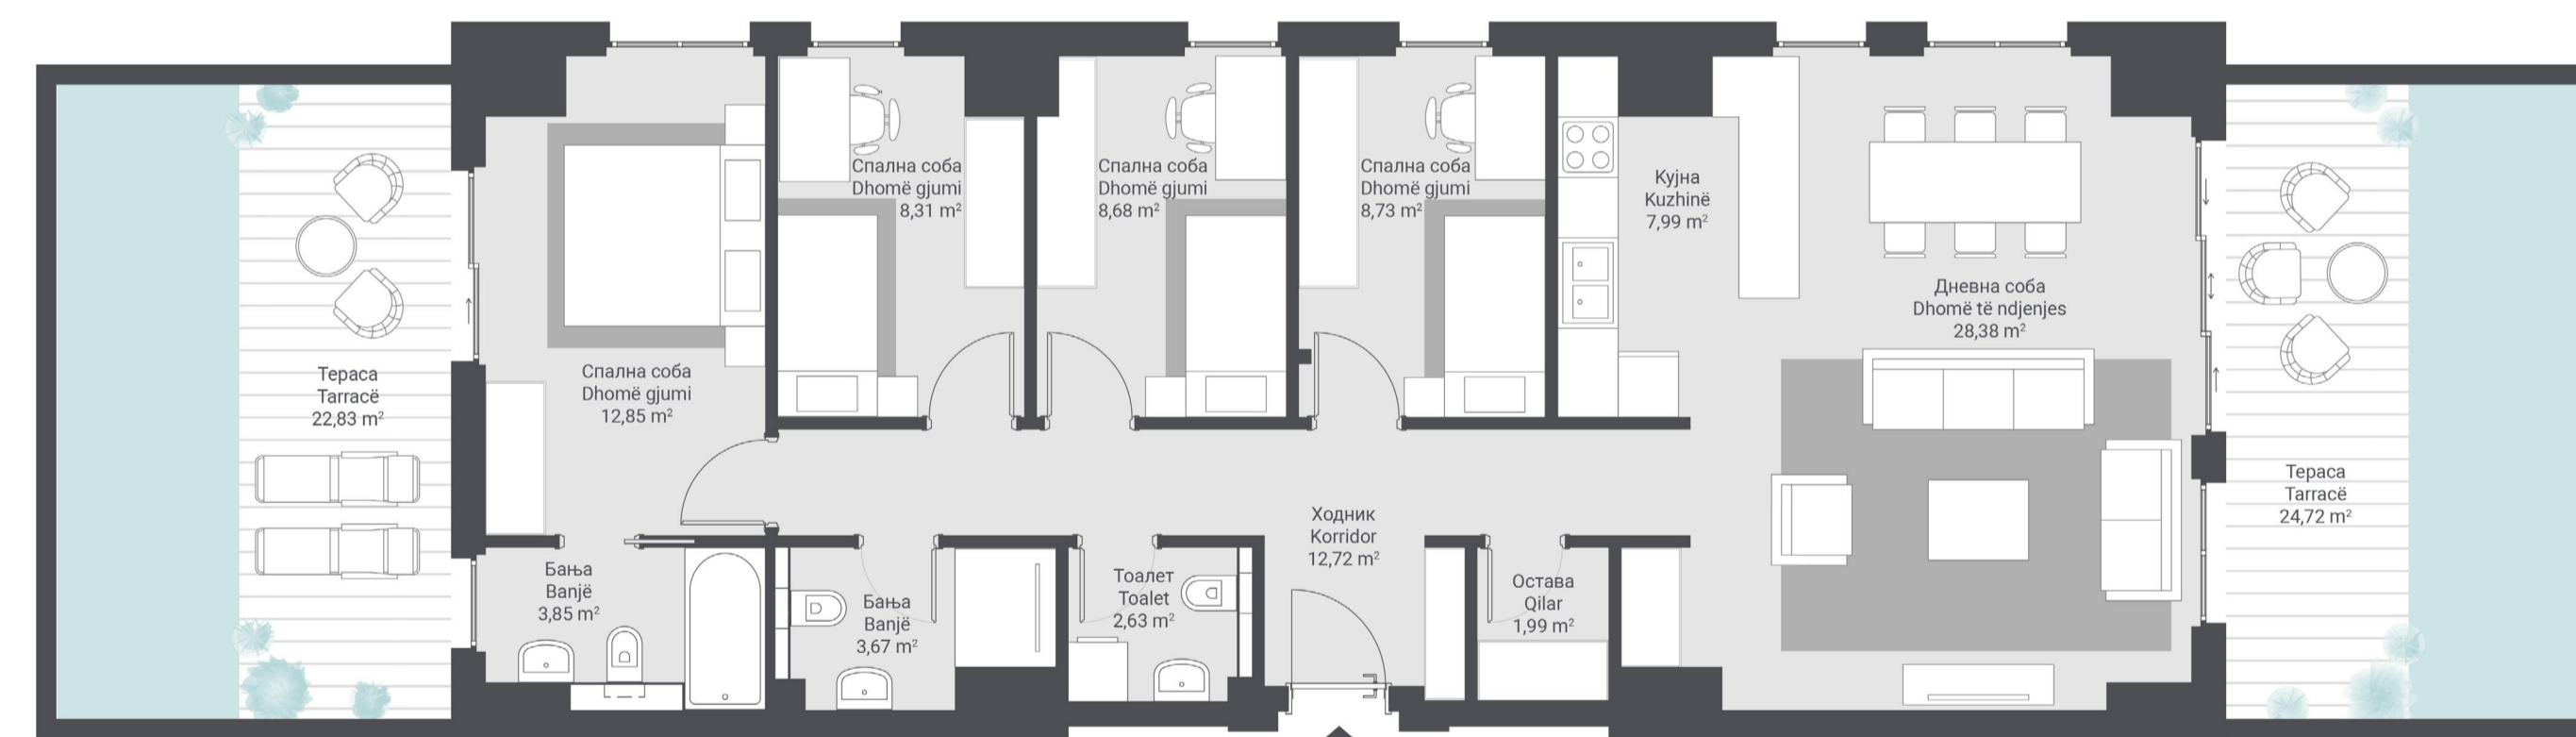 Спална соба
Dhomë gjumi
8,31 m²
Спална соба
Dhomë gjumi
8,68 m²
Спална соба
Dhomë gjumi
8,73 m²
Кујна
Kuzhinë
7,99 m²
Дневна соба
Dhomë të ndjenjes
28,38 m²
Тераса
Tarracë
22,83 m²
Спална соба
Dhomë gjumi
12,85 m²
Тераса
Tarracë
24,72 m²
Ходник
Korridor
12,72 m²
Бања
Banjë
3,85 m²
Бања
Banjë
3,67 m²
Тоалет
Toalet
2,63 m²
Остава
Qilar
1,99 m²